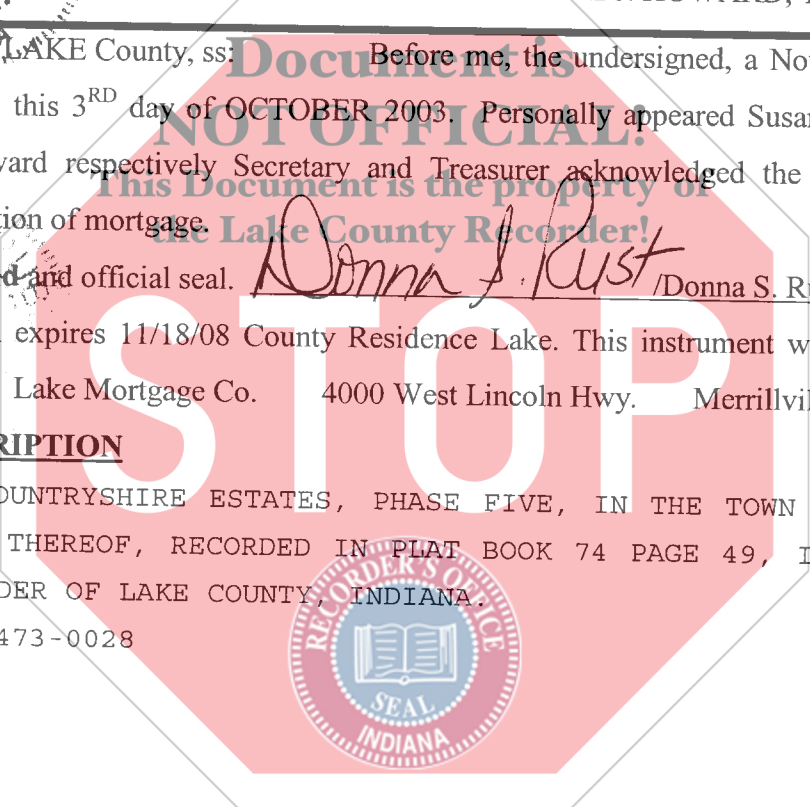 LAKE County, ss: Before me, the undersigned, a No
this 3RD day of OCTOBER 2003. Personally appeared Susa
ward respectively Secretary and Treasurer acknowledged the
tion of mortgage.
d and official seal. Donna S. Rust /Donna S. Ru
expires 11/18/08 County Residence Lake. This instrument w
Lake Mortgage Co. 4000 West Lincoln Hwy. Merrillvil
RIPTION
OUNTRYSHIRE ESTATES, PHASE FIVE, IN THE TOWN
THEREOF, RECORDED IN PLAT BOOK 74 PAGE 49, I
DER OF LAKE COUNTY, INDIANA.
473-0028
Document is
NOT OFFICIAL!
This Document is the property of
the Lake County Recorder!
STOP
RECORDER'S OFFICE
SEAL
INDIANA